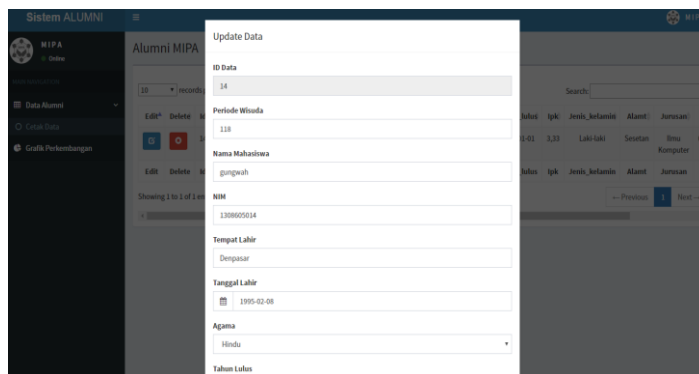 Sistem ALUMNI
MIPA
Online
Data Alumni
Cetak Data
Grafik Perkembangan
Alumni MIPA
10 records
Search:
Edit Delete
lulus Ipk Jenis_kelamin Alamt Jurusan
01-01 3,33 Laki-laki Sesetan Ilmu
Komputer
Edit Delete
lulus Ipk Jenis_kelamin Alamt Jurusan
Showing 1 to 1 of 1 en
← Previous 1 Next
Update Data
ID Data
14
Periode Wisuda
118
Nama Mahasiswa
gungwah
NIM
1308605014
Tempat Lahir
Denpasar
Tanggal Lahir
1995-02-08
Agama
Hindu
Tahun Lulus